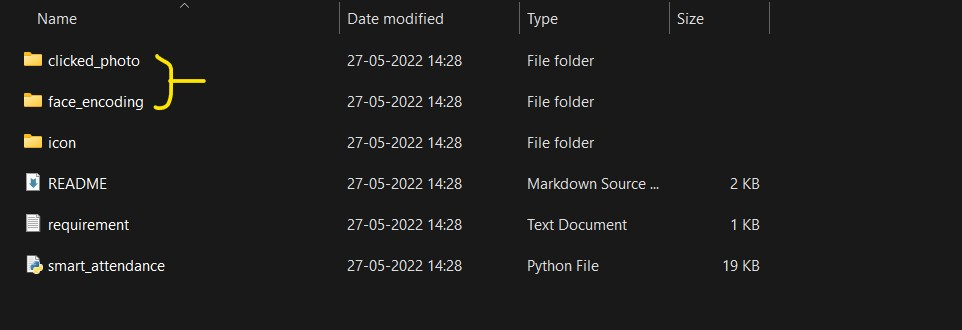 Name Date modified Type Size
clicked_photo 27-05-2022 14:28 File folder
face_encoding 27-05-2022 14:28 File folder
icon 27-05-2022 14:28 File folder
README 27-05-2022 14:28 Markdown Source ... 2 KB
requirement 27-05-2022 14:28 Text Document 1 KB
smart_attendance 27-05-2022 14:28 Python File 19 KB